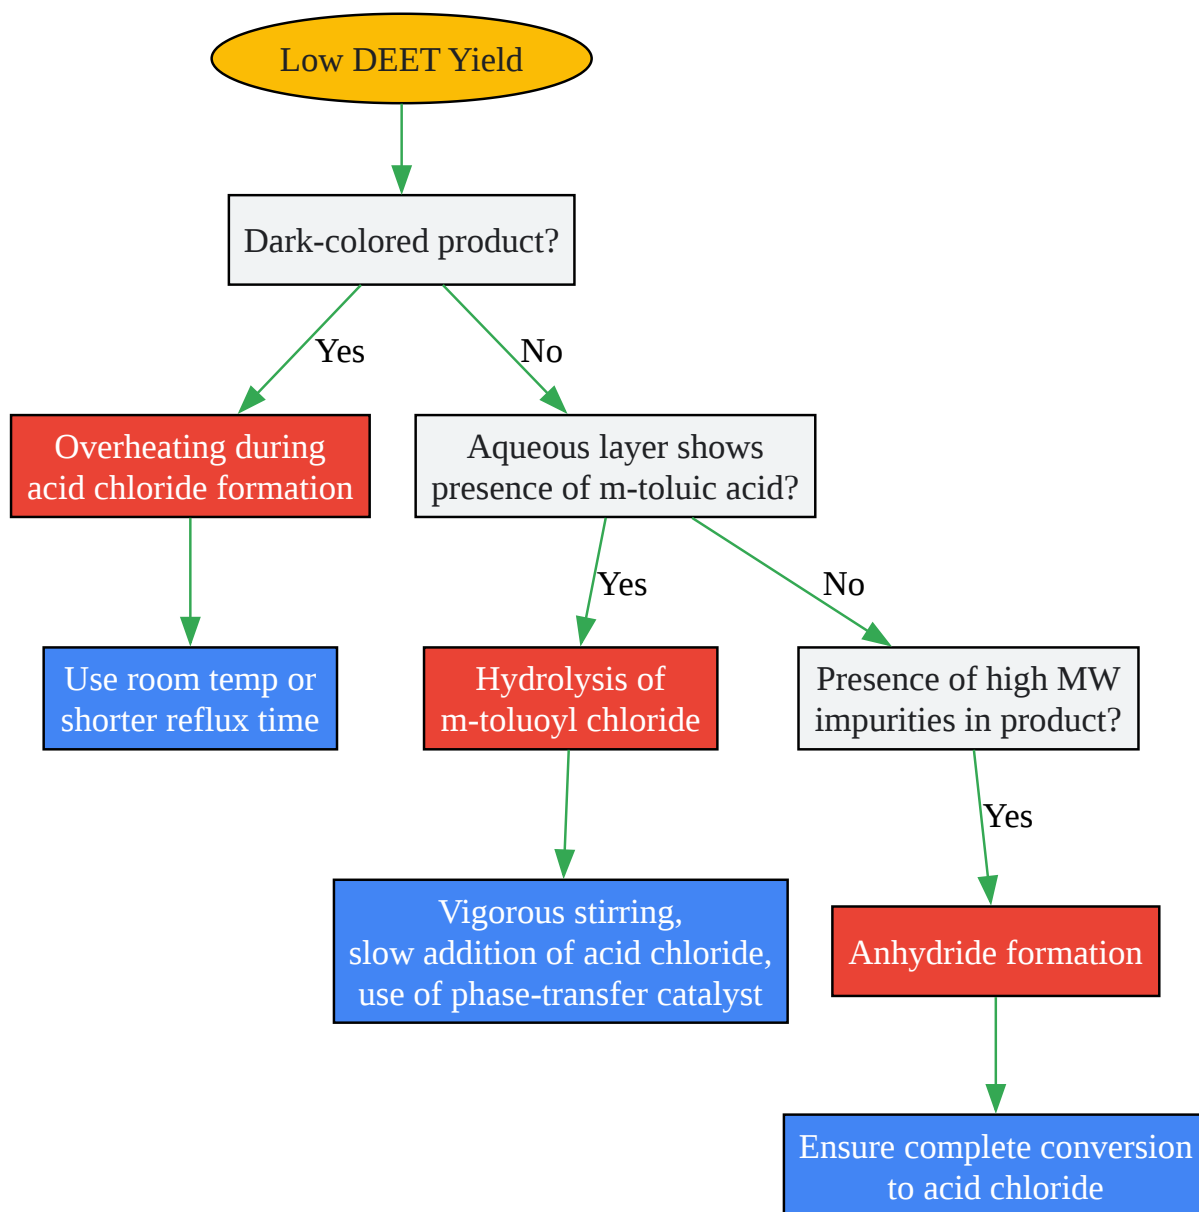 Low DEET Yield
Dark-colored product?
Yes
No
Overheating during
acid chloride formation
Aqueous layer shows
presence of m-toluic acid?
Yes
No
Use room temp or
shorter reflux time
Hydrolysis of
m-toluoyl chloride
Presence of high MW
impurities in product?
Yes
Vigorous stirring,
slow addition of acid chloride,
use of phase-transfer catalyst
Anhydride formation
Ensure complete conversion
to acid chloride